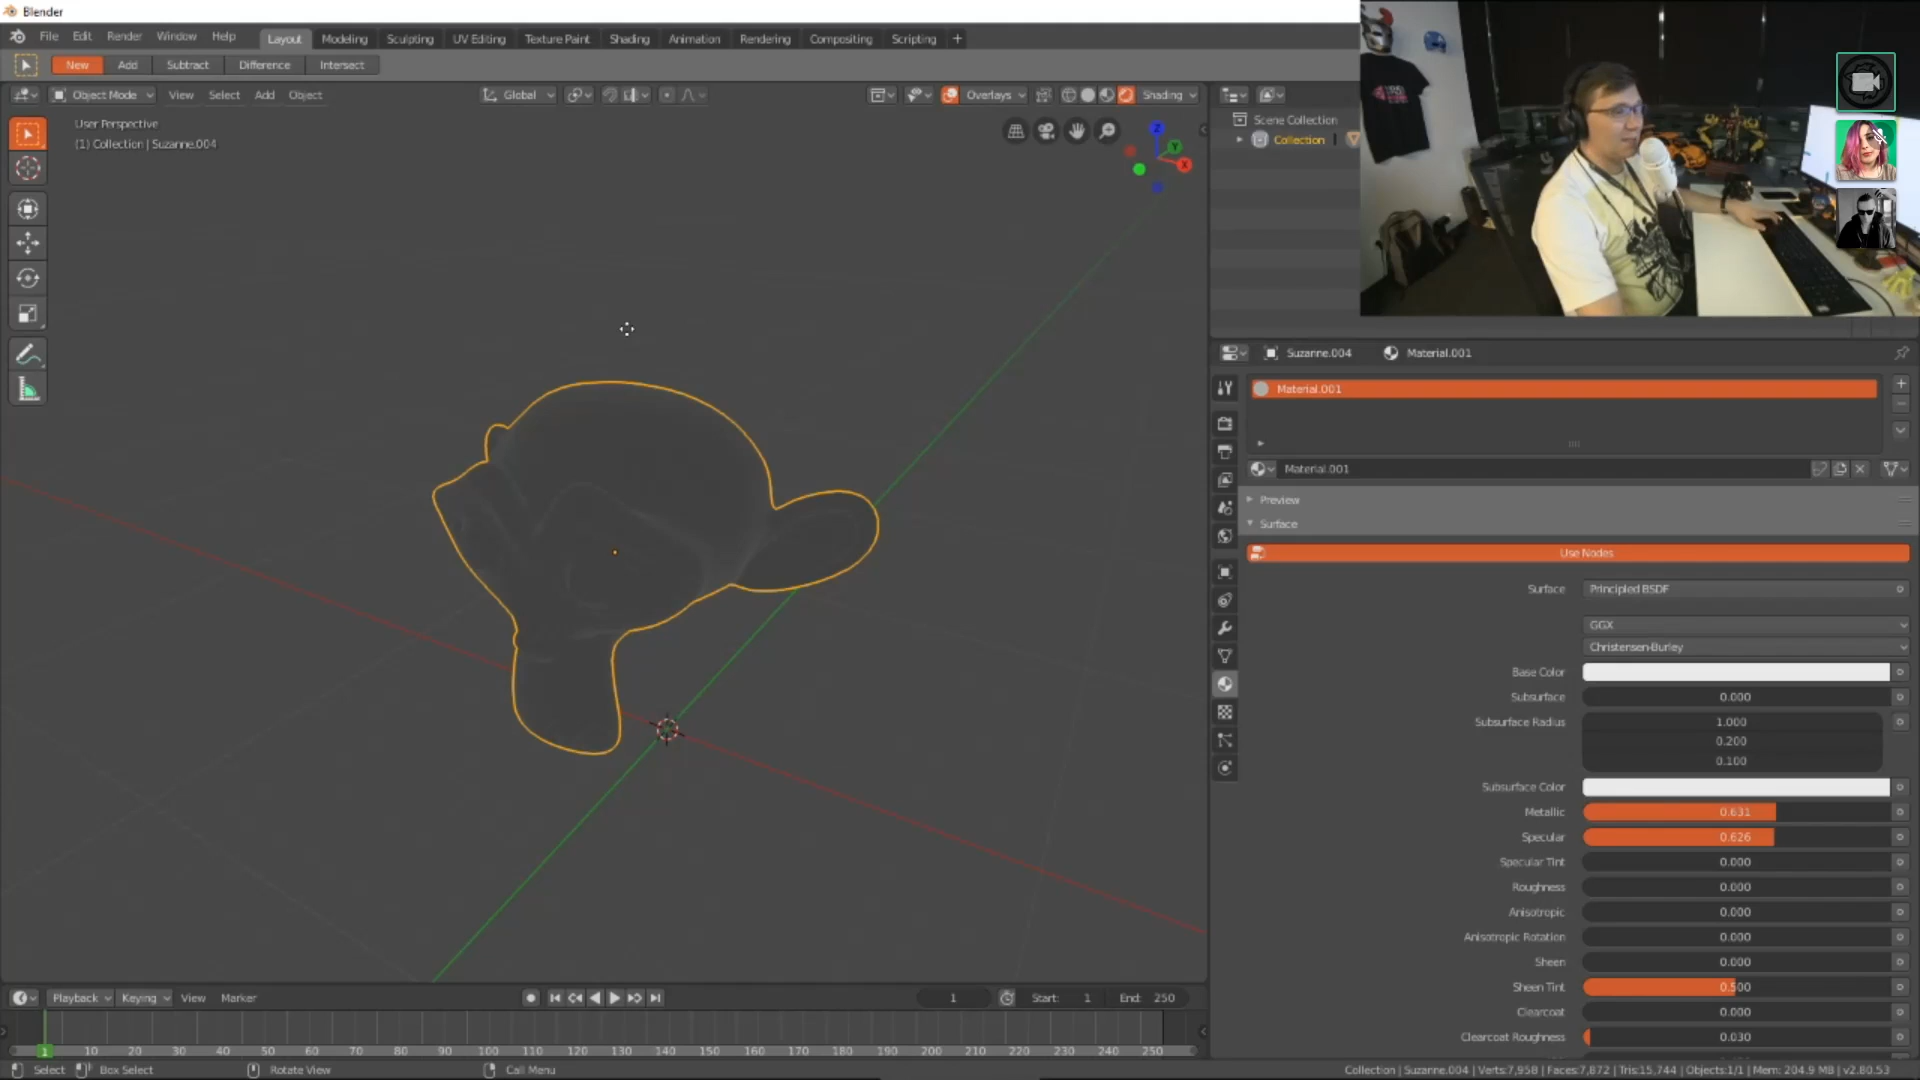 Blender
File Edit Render Window Help Layout Modeling Sculpting UV Editing Texture Paint Shading Animation Rendering Compositing Scripting +
New Add Subtract Difference Intersect
Object Mode View Select Add Object Global Overlays Shading
User Perspective
(1) Collection | Suzanne.004
Z
Y
X
Scene Collection
Collection
Suzanne.004 Material.001
Material.001
Material.001
Preview
Surface
Use Nodes
Surface Principled BSDF
GGX
Christensen-Burley
Base Color
Subsurface 0.000
Subsurface Radius 1.000
0.200
0.100
Subsurface Color
Metallic 0.631
Specular 0.626
Specular Tint 0.000
Roughness 0.000
Anisotropic 0.000
Anisotropic Rotation 0.000
Sheen 0.000
Sheen Tint 0.500
Clearcoat 0.000
Clearcoat Roughness 0.030
Playback Keying View Marker 1 Start: 1 End: 250
1 10 20 30 40 50 60 70 80 90 100 110 120 130 140 150 160 170 180 190 200 210 220 230 240 250
Select Box Select Rotate View Call Menu Collection | Suzanne.004 | Verts:7,958 | Faces:7,872 | Tris:15,744 | Objects:1/1 | Mem: 204.9 MB | v2.80.53